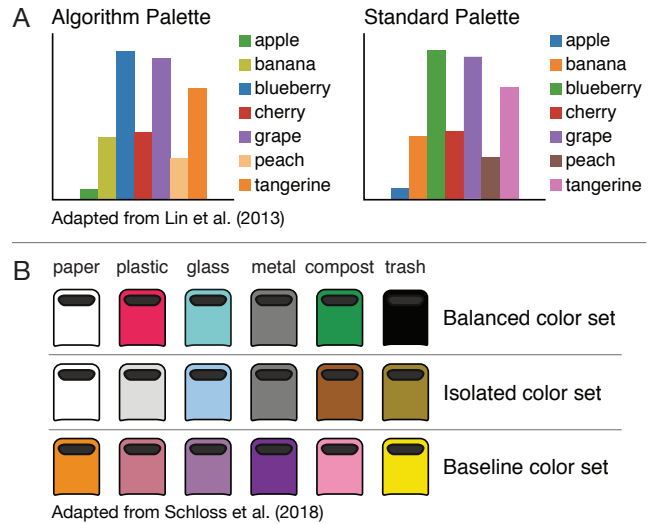 A
Algorithm Palette
apple
banana
blueberry
cherry
grape
peach
tangerine
Standard Palette
apple
banana
blueberry
cherry
grape
peach
tangerine
Adapted from Lin et al. (2013)
B
paper plastic glass metal compost trash
Balanced color set
Isolated color set
Baseline color set
Adapted from Schloss et al. (2018)